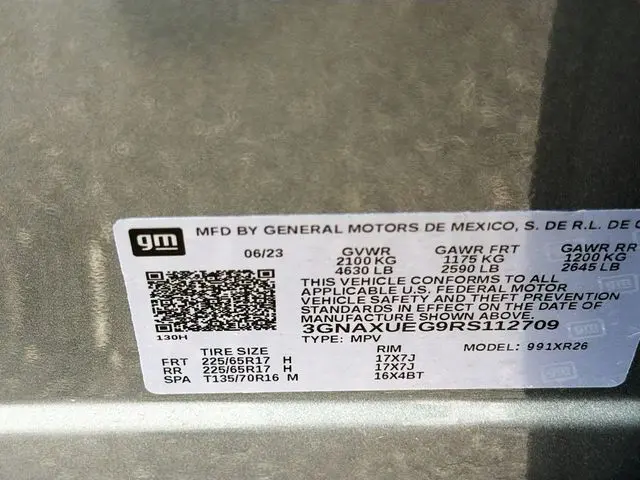 gm
MFD BY GENERAL MOTORS DE MEXICO, S. DE R.L. DE
06/23 GVWR GAWR FRT GAWR RR
2100 KG 1175 KG 1200 KG
4630 LB 2590 LB 2645 LB
THIS VEHICLE CONFORMS TO ALL
APPLICABLE U.S. FEDERAL MOTOR
VEHICLE SAFETY AND THEFT PREVENTION
STANDARDS IN EFFECT ON THE DATE OF
MANUFACTURE SHOWN ABOVE.
3GNAXUEG9RS112709
130H
TYPE: MPV MODEL: 991XR26
TIRE SIZE RIM
FRT 225/65R17 H 17X7J
RR 225/65R17 H 17X7J
SPA T135/70R16 M 16X4BT